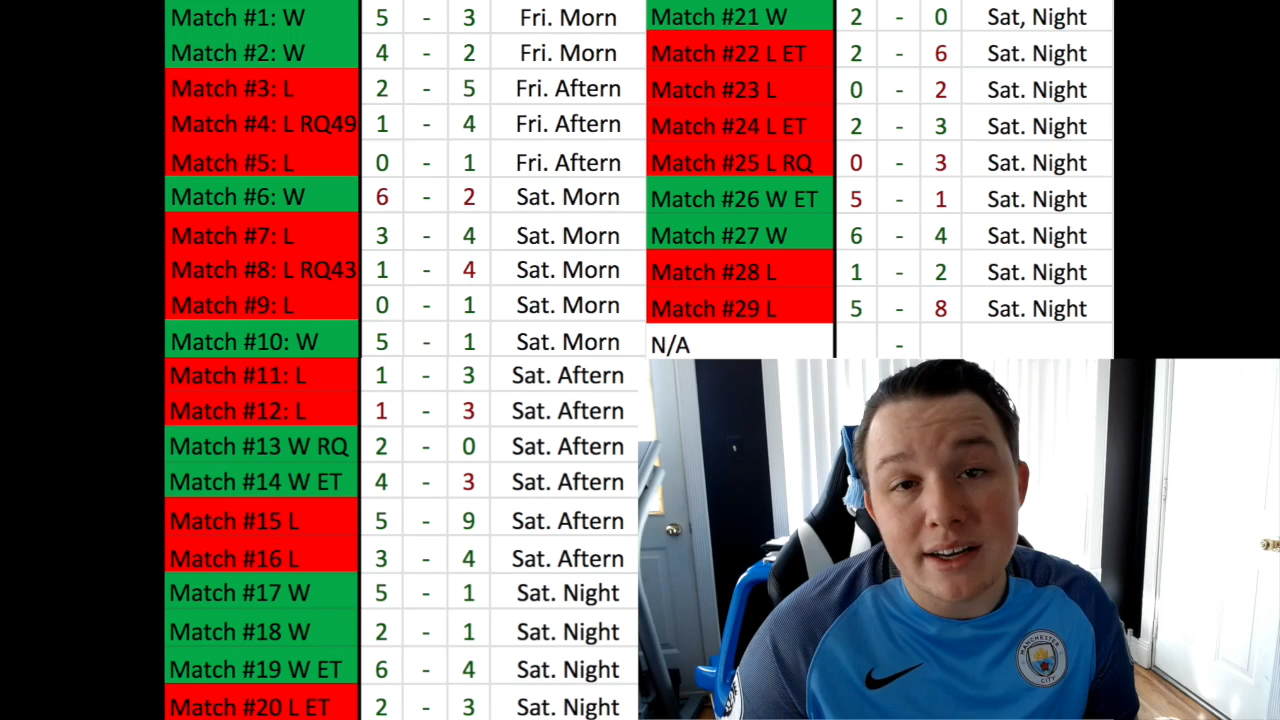 Match #1: W 5 - 3 Fri. Morn
Match #2: W 4 - 2 Fri. Morn
Match #3: L 2 - 5 Fri. Aftern
Match #4: L RQ49 1 - 4 Fri. Aftern
Match #5: L 0 - 1 Fri. Aftern
Match #6: W 6 - 2 Sat. Morn
Match #7: L 3 - 4 Sat. Morn
Match #8: L RQ43 1 - 4 Sat. Morn
Match #9: L 0 - 1 Sat. Morn
Match #10: W 5 - 1 Sat. Morn
Match #11: L 1 - 3 Sat. Aftern
Match #12: L 1 - 3 Sat. Aftern
Match #13 W RQ 2 - 0 Sat. Aftern
Match #14 W ET 4 - 3 Sat. Aftern
Match #15 L 5 - 9 Sat. Aftern
Match #16 L 3 - 4 Sat. Aftern
Match #17 W 5 - 1 Sat. Night
Match #18 W 2 - 1 Sat. Night
Match #19 W ET 6 - 4 Sat. Night
Match #20 L ET 2 - 3 Sat. Night
Match #21 W 2 - 0 Sat, Night
Match #22 L ET 2 - 6 Sat. Night
Match #23 L 0 - 2 Sat. Night
Match #24 L ET 2 - 3 Sat. Night
Match #25 L RQ 0 - 3 Sat. Night
Match #26 W ET 5 - 1 Sat. Night
Match #27 W 6 - 4 Sat. Night
Match #28 L 1 - 2 Sat. Night
Match #29 L 5 - 8 Sat. Night
N/A -
MANCHESTER
CITY